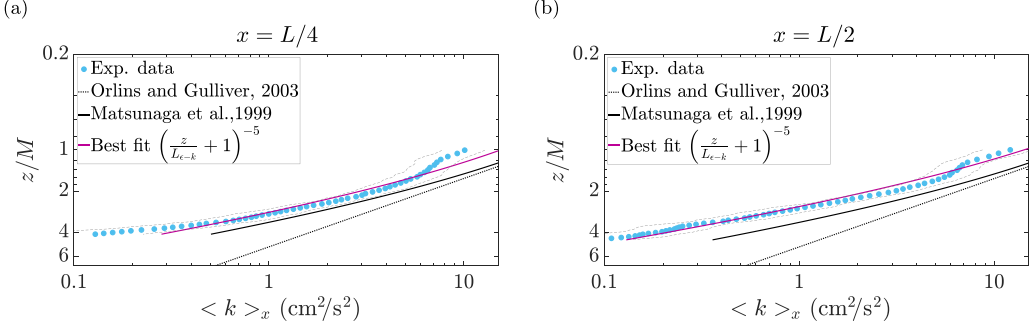 (a)
x = L/4
0.2
1
2
4
6
z/M
Exp. data
Orlins and Gulliver, 2003
Matsunaga et al.,1999
Best fit (z/L_{ϵ−k} + 1)^{−5}
0.1
1
10
< k >_x (cm²/s²)
(b)
x = L/2
0.2
1
2
4
6
z/M
Exp. data
Orlins and Gulliver, 2003
Matsunaga et al.,1999
Best fit (z/L_{ϵ−k} + 1)^{−5}
0.1
1
10
< k >_x (cm²/s²)